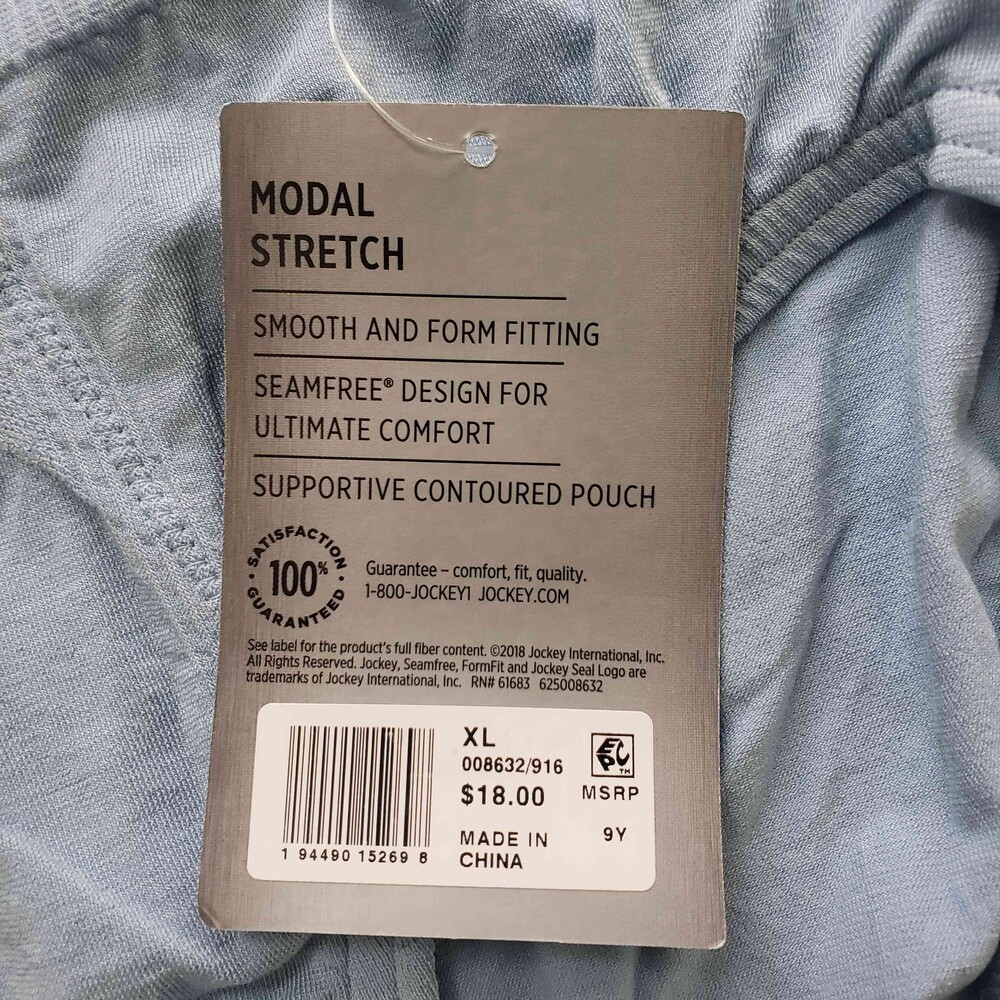 MODAL
STRETCH
SMOOTH AND FORM FITTING
SEAMFREE® DESIGN FOR
ULTIMATE COMFORT
SUPPORTIVE CONTOURED POUCH
SATISFACTION
100%
GUARANTEED
Guarantee – comfort, fit, quality.
1-800-JOCKEY1 JOCKEY.COM
See label for the product's full fiber content. ©2018 Jockey International, Inc.
All Rights Reserved. Jockey, Seamfree, FormFit and Jockey Seal Logo are
trademarks of Jockey International, Inc. RN# 61683 625008632
XL
008632/916
$18.00
MADE IN
CHINA
EPC™
MSRP
9Y
1 94490 15269 8